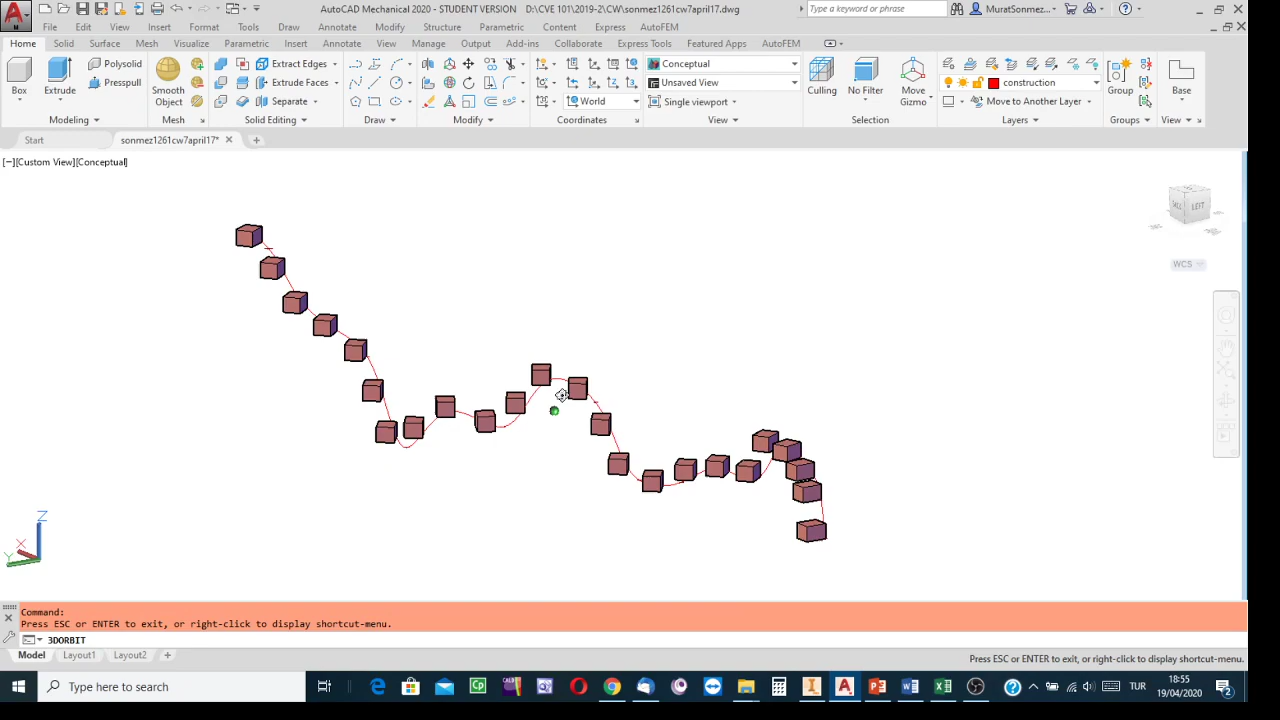 AutoCAD Mechanical 2020 - STUDENT VERSION D:\CVE 101\2019-2\CW\sonmez1261cw7april17.dwg
Type a keyword or phrase
MuratSonmez...
File Edit View Insert Format Tools Draw Annotate Modify Structure Dimension Parametric Content Express AutoFEM
Home Solid Surface Mesh Visualize Parametric Insert Annotate View Manage Output Add-ins Collaborate Express Tools Featured Apps AutoFEM
Polysolid
Presspull
Extract Edges
Extrude Faces
Separate
World
Conceptual
Unsaved View
Single viewport
construction
Move to Another Layer
Box Extrude Smooth Object Culling No Filter Move Gizmo Group Base
Modeling Mesh Solid Editing Draw Modify Coordinates View Selection Layers Groups View
Start sonmez1261cw7april17*
[−][Custom View][Conceptual]
LEFT
WCS
Z
X
Y
Command:
Press ESC or ENTER to exit, or right-click to display shortcut-menu.
3DORBIT
Model Layout1 Layout2
Press ESC or ENTER to exit, or right-click to display shortcut-menu.
Type here to search
TUR
18:55
19/04/2020
2